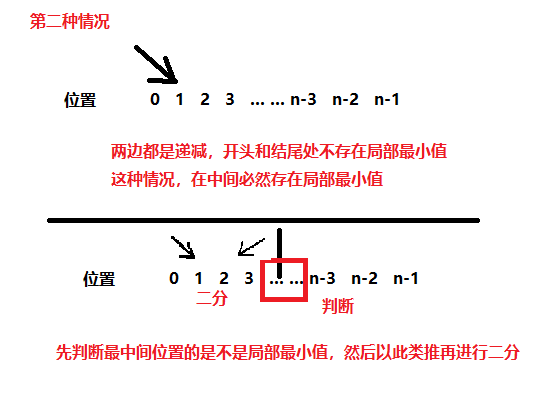 第二种情况
位置 0 1 2 3 ... ... n-3 n-2 n-1
两边都是递减，开头和结尾处不存在局部最小值
这种情况，在中间必然存在局部最小值
位置 0 1 2 3 ... ... n-3 n-2 n-1
二分 判断
先判断最中间位置的是不是局部最小值，然后以此类推再进行二分